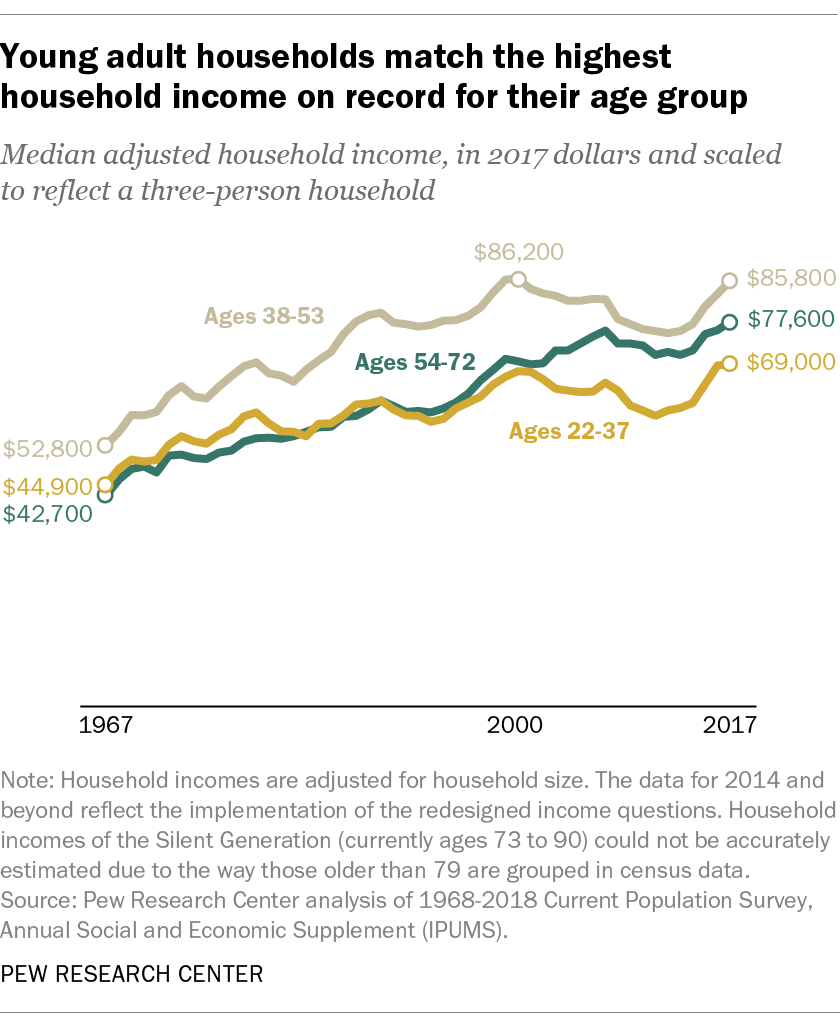 Young adult households match the highest
household income on record for their age group
Median adjusted household income, in 2017 dollars and scaled
to reflect a three-person household
$86,200
$85,800
Ages 38-53
$77,600
Ages 54-72
$69,000
Ages 22-37
$52,800
$44,900
$42,700
1967 2000 2017
Note: Household incomes are adjusted for household size. The data for 2014 and
beyond reflect the implementation of the redesigned income questions. Household
incomes of the Silent Generation (currently ages 73 to 90) could not be accurately
estimated due to the way those older than 79 are grouped in census data.
Source: Pew Research Center analysis of 1968-2018 Current Population Survey,
Annual Social and Economic Supplement (IPUMS).
PEW RESEARCH CENTER